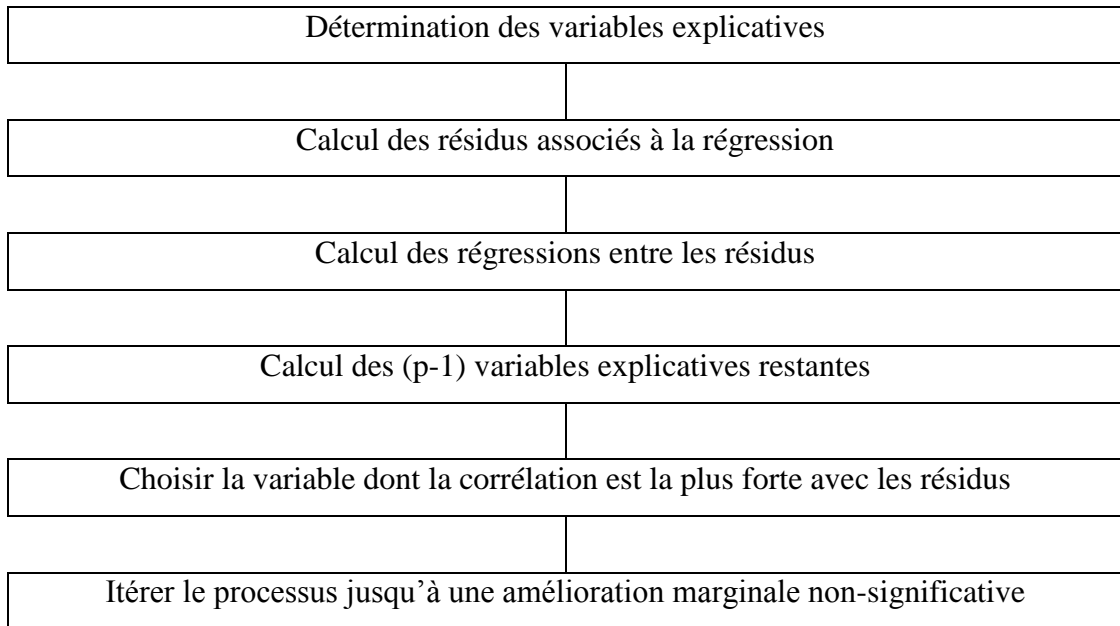 Détermination des variables explicatives
Calcul des résidus associés à la régression
Calcul des régressions entre les résidus
Calcul des (p-1) variables explicatives restantes
Choisir la variable dont la corrélation est la plus forte avec les résidus
Itérer le processus jusqu’à une amélioration marginale non-significative